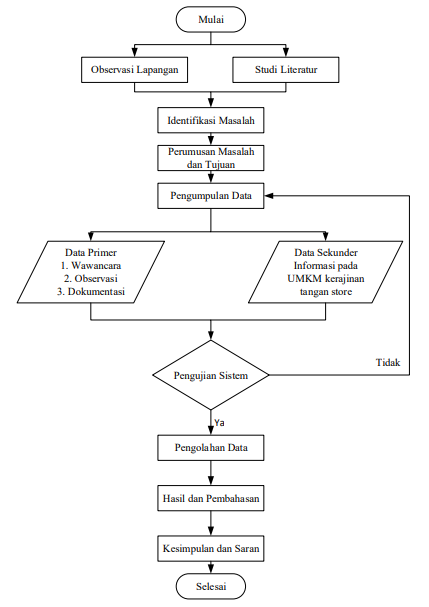 Mulai
Observasi Lapangan
Studi Literatur
Identifikasi Masalah
Perumusan Masalah
dan Tujuan
Pengumpulan Data
Data Primer
1. Wawancara
2. Observasi
3. Dokumentasi
Data Sekunder
Informasi pada
UMKM kerajinan
tangan store
Pengujian Sistem
Tidak
Ya
Pengolahan Data
Hasil dan Pembahasan
Kesimpulan dan Saran
Selesai